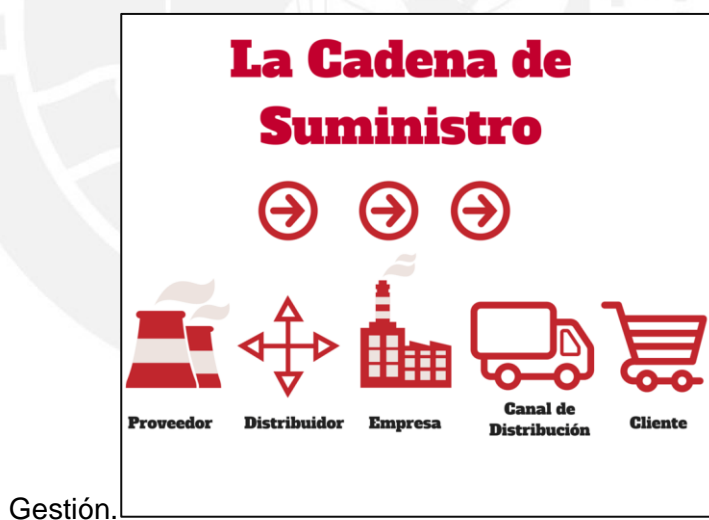 La Cadena de
Suministro
Proveedor
Distribuidor
Empresa
Canal de
Distribución
Cliente
Gestión.